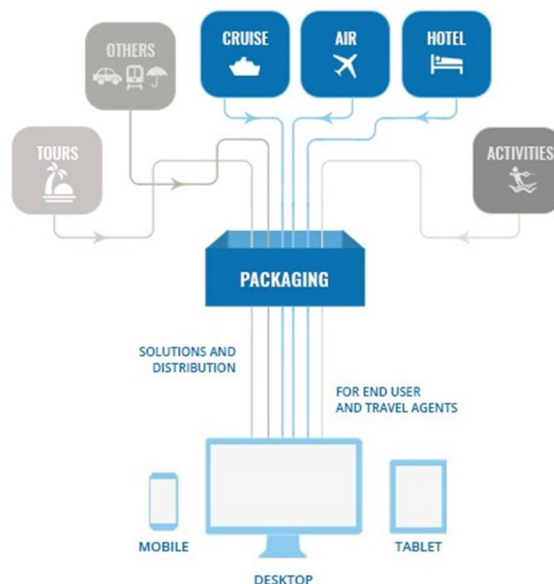 OTHERS
CRUISE
AIR
HOTEL
TOURS
ACTIVITIES
PACKAGING
SOLUTIONS AND
DISTRIBUTION
FOR END USER
AND TRAVEL AGENTS
MOBILE
TABLET
DESKTOP